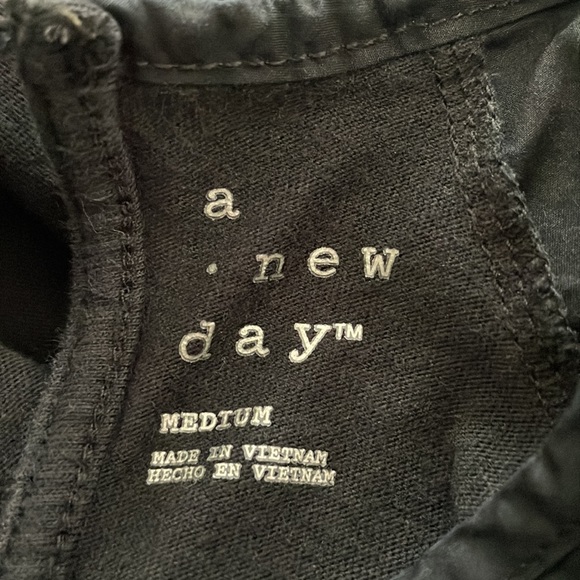 a
· new
day™
MEDIUM
MADE IN VIETNAM
HECHO EN VIETNAM